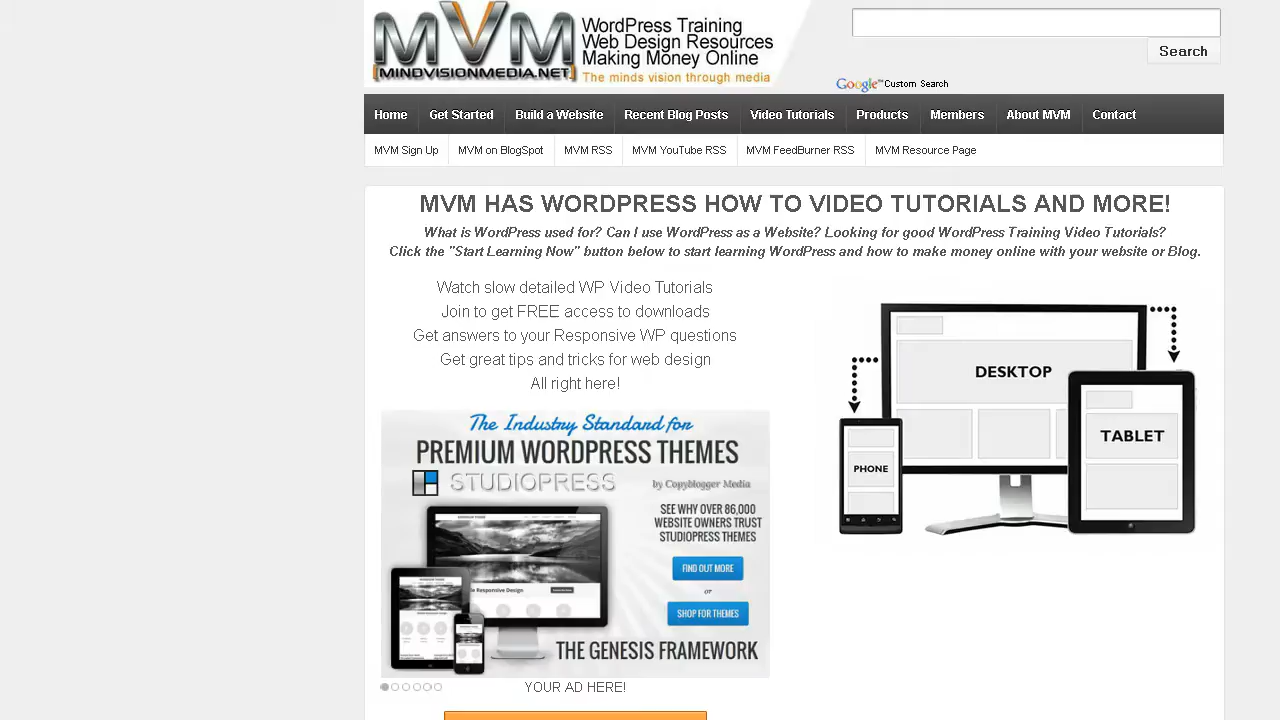 MVM
MINDVISIONMEDIA.NET
WordPress Training
Web Design Resources
Making Money Online
The minds vision through media
Search
Google™ Custom Search
Home Get Started Build a Website Recent Blog Posts Video Tutorials Products Members About MVM Contact
MVM Sign Up MVM on BlogSpot MVM RSS MVM YouTube RSS MVM FeedBurner RSS MVM Resource Page
MVM HAS WORDPRESS HOW TO VIDEO TUTORIALS AND MORE!
What is WordPress used for? Can I use WordPress as a Website? Looking for good WordPress Training Video Tutorials?
Click the "Start Learning Now" button below to start learning WordPress and how to make money online with your website or Blog.
Watch slow detailed WP Video Tutorials
Join to get FREE access to downloads
Get answers to your Responsive WP questions
Get great tips and tricks for web design
All right here!
The Industry Standard for
PREMIUM WORDPRESS THEMES
STUDIOPRESS
by Copyblogger Media
SEE WHY OVER 86,000
WEBSITE OWNERS TRUST
STUDIOPRESS THEMES
FIND OUT MORE
or
SHOP FOR THEMES
THE GENESIS FRAMEWORK
YOUR AD HERE!
DESKTOP
TABLET
PHONE